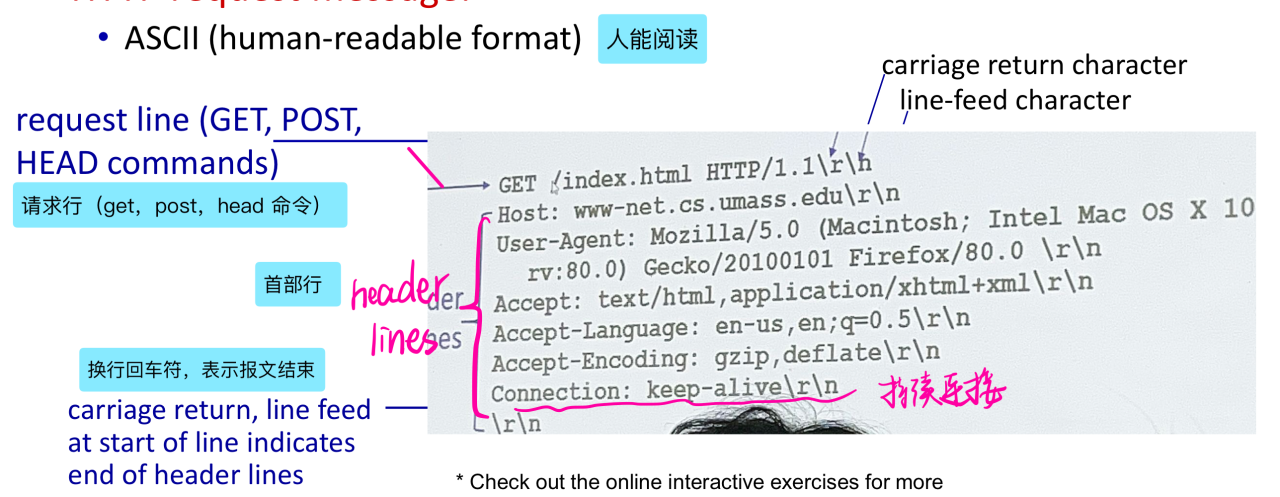 • ASCII (human-readable format) 人能阅读
carriage return character
line-feed character
request line (GET, POST,
HEAD commands)
请求行（get，post，head 命令）
GET /index.html HTTP/1.1\r\n
Host: www-net.cs.umass.edu\r\n
User-Agent: Mozilla/5.0 (Macintosh; Intel Mac OS X 10
rv:80.0) Gecko/20100101 Firefox/80.0 \r\n
Accept: text/html,application/xhtml+xml\r\n
Accept-Language: en-us,en;q=0.5\r\n
Accept-Encoding: gzip,deflate\r\n
Connection: keep-alive\r\n
\r\n
首部行
header
lines
持续连接
换行回车符，表示报文结束
carriage return, line feed
at start of line indicates
end of header lines
* Check out the online interactive exercises for more